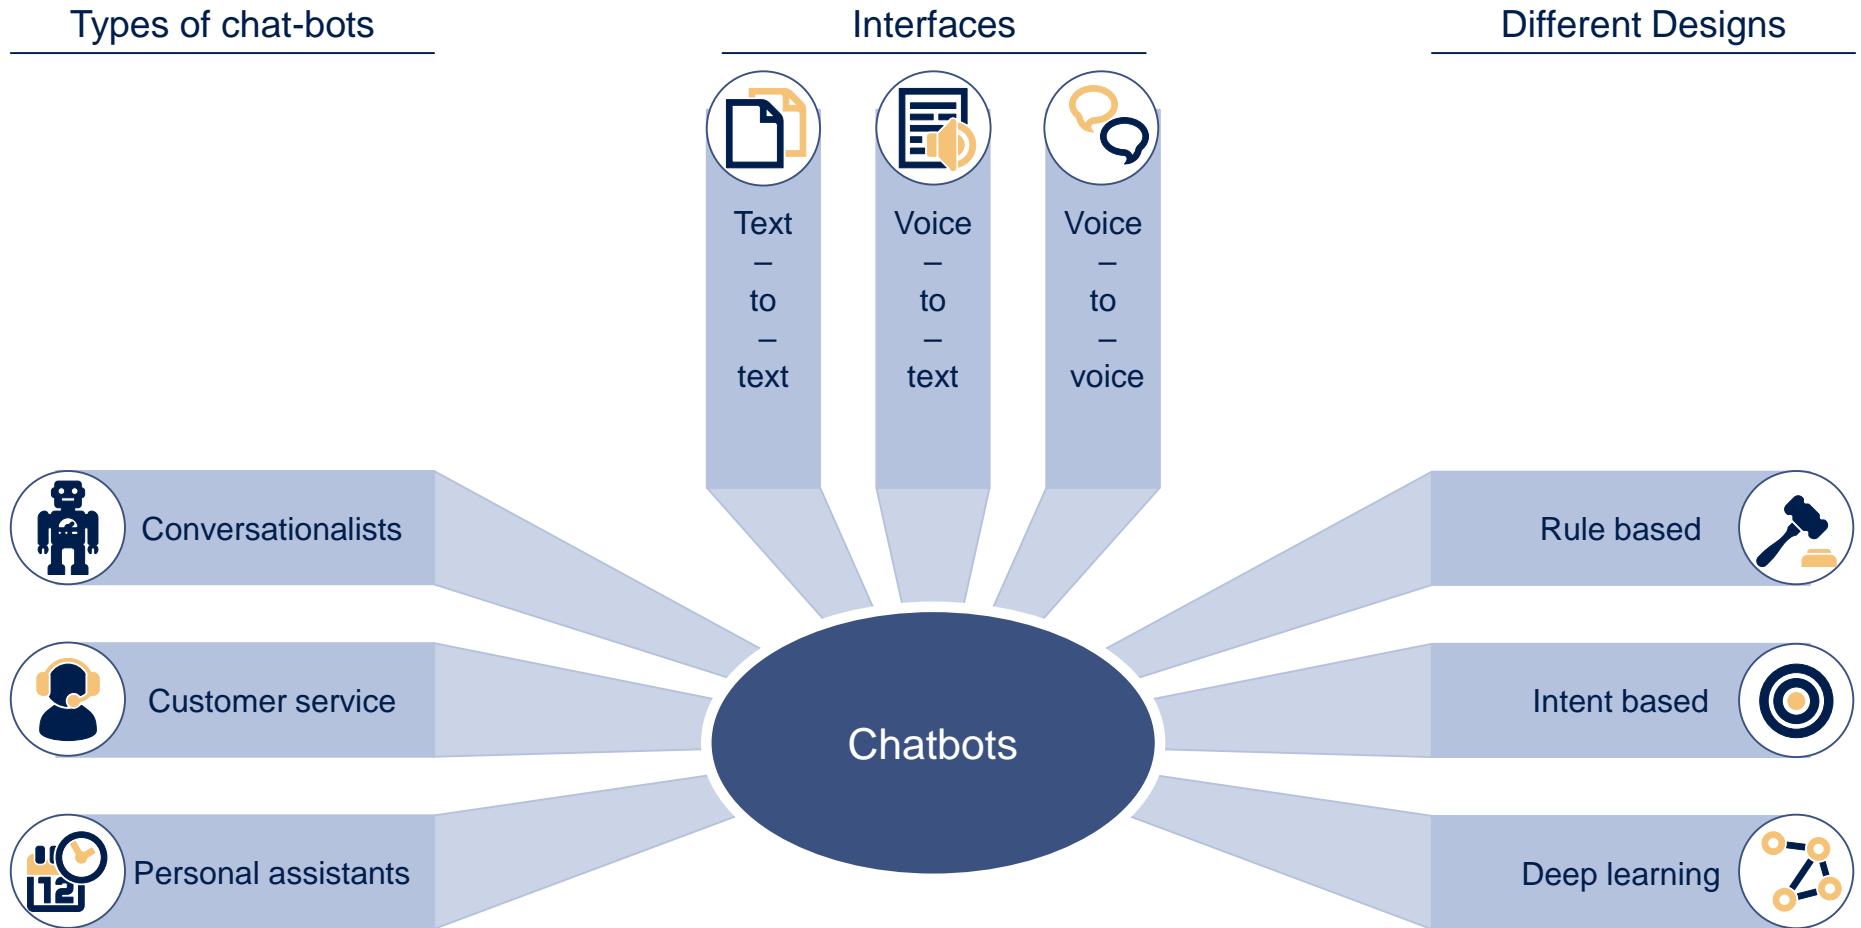 Types of chat-bots
Interfaces
Different Designs
Text
–
to
–
text
Voice
–
to
–
text
Voice
–
to
–
voice
Conversationalists
Customer service
Personal assistants
12
Chatbots
Rule based
Intent based
Deep learning